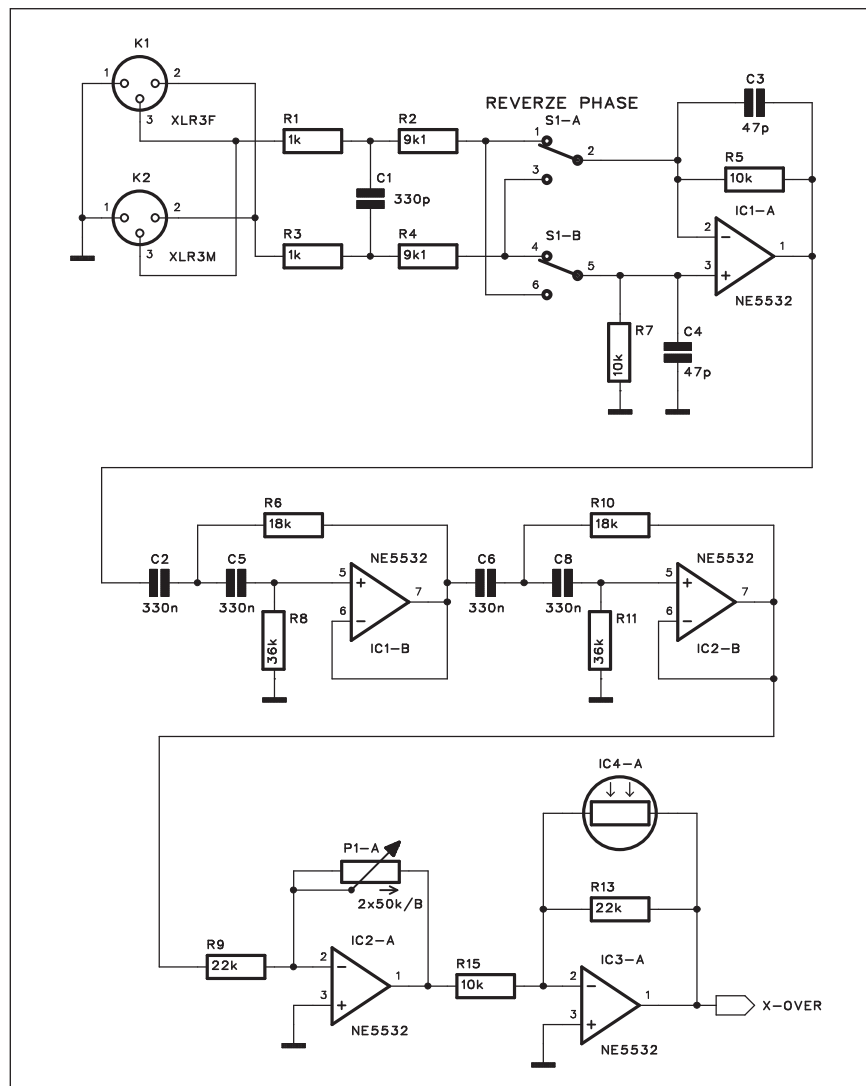 K1
1 2
3
XLR3F
K2
1 2
3
XLR3M
R1
1k
R2
9k1
C1
330p
R3
1k
R4
9k1
REVERZE PHASE
S1-A
1
2
3
S1-B
4
5
6
C3
47p
R5
10k
IC1-A
2
−
1
3
+
NE5532
R7
10k
C4
47p
R6
18k
C2
330n
C5
330n
NE5532
5
+
7
6
−
R8
36k
IC1-B
R10
18k
C6
330n
C8
330n
NE5532
5
+
7
6
−
R11
36k
IC2-B
P1-A
2x50k/B
R9
22k
IC2-A
2
−
1
3
+
NE5532
IC4-A
R13
22k
R15
10k
IC3-A
2
−
1
3
+
NE5532
X-OVER